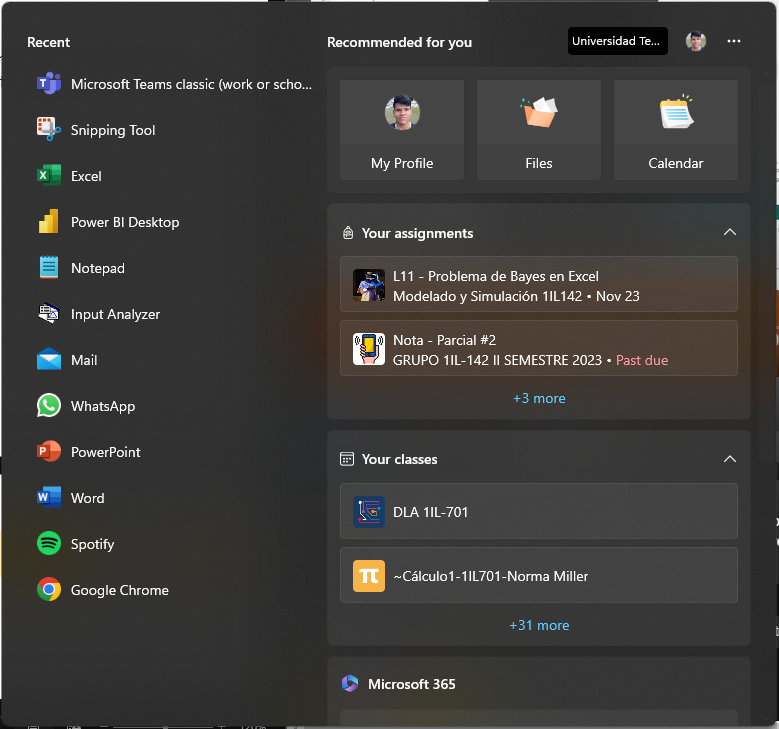 Recent
Microsoft Teams classic (work or scho...
Snipping Tool
Excel
Power BI Desktop
Notepad
Input Analyzer
Mail
WhatsApp
PowerPoint
Word
Spotify
Google Chrome
Recommended for you
Universidad Te...
My Profile
Files
Calendar
Your assignments
L11 - Problema de Bayes en Excel
Modelado y Simulación 1IL142 • Nov 23
Nota - Parcial #2
GRUPO 1IL-142 II SEMESTRE 2023 • Past due
+3 more
Your classes
DLA 1IL-701
~Cálculo1-1IL701-Norma Miller
+31 more
Microsoft 365